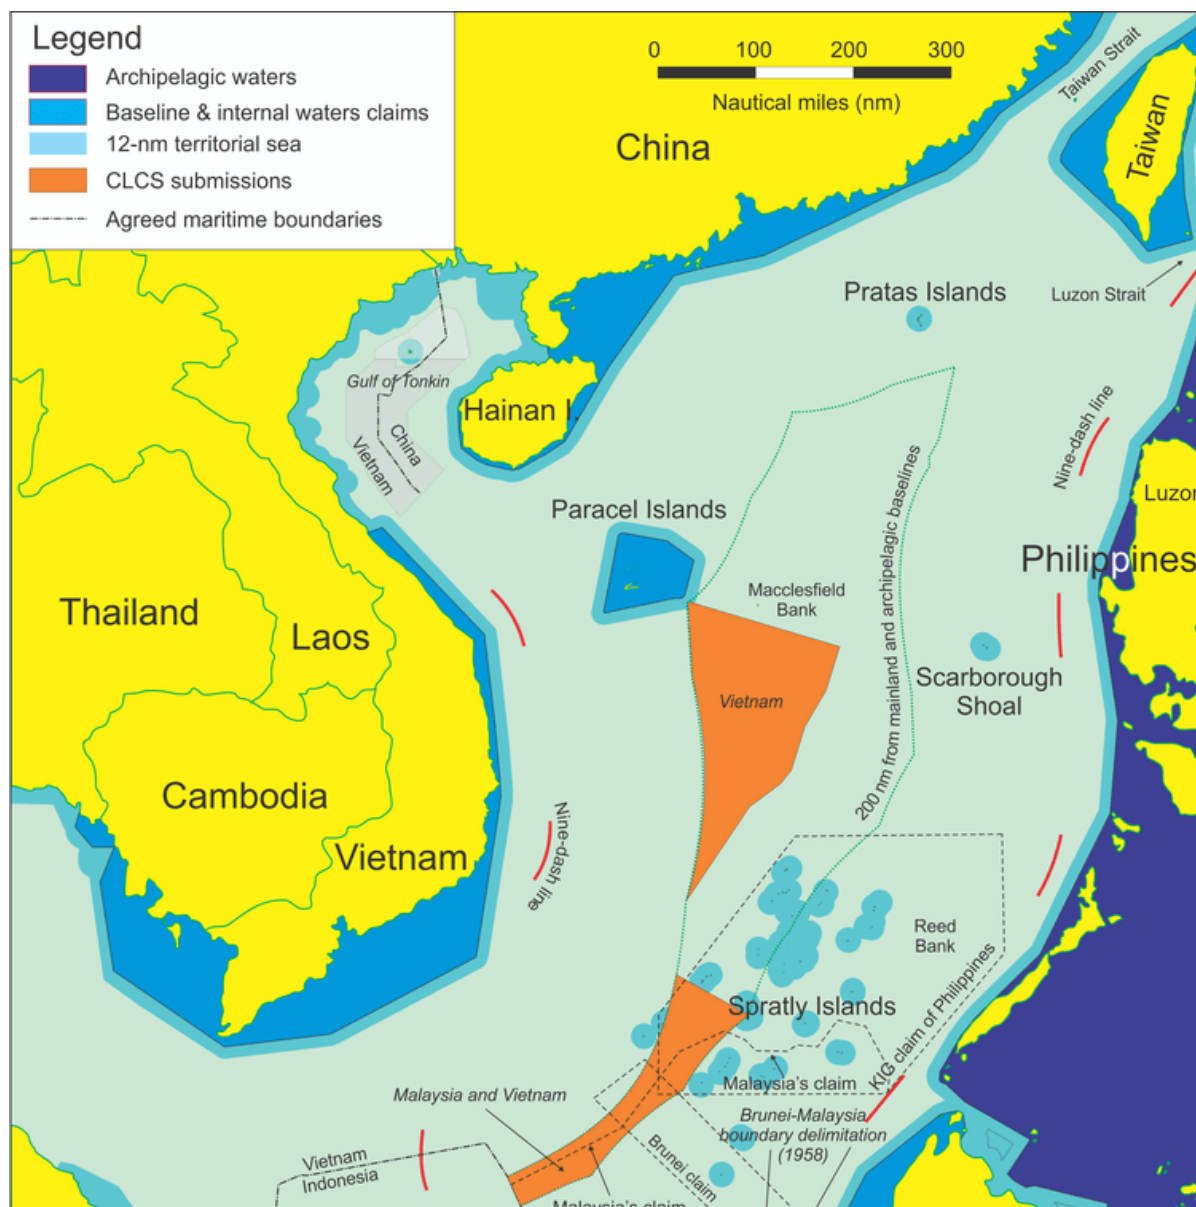 Legend
Archipelagic waters
Baseline & internal waters claims
12-nm territorial sea
CLCS submissions
Agreed maritime boundaries
0 100 200 300
Nautical miles (nm)
Taiwan Strait
China
Taiwan
Pratas Islands
Luzon Strait
Gulf of Tonkin
Hainan I.
China
Vietnam
Nine-dash line
Luzon
Paracel Islands
200 nm from mainland and archipelagic baselines
Philippines
Macclesfield
Bank
Thailand
Laos
Scarborough
Shoal
Vietnam
Cambodia
Nine-dash line
Vietnam
Reed
Bank
Spratly Islands
KIG claim of Philippines
Malaysia's claim
Malaysia and Vietnam
Brunei-Malaysia
boundary delimitation
(1958)
Brunei claim
Vietnam
Indonesia
Malaysia's claim